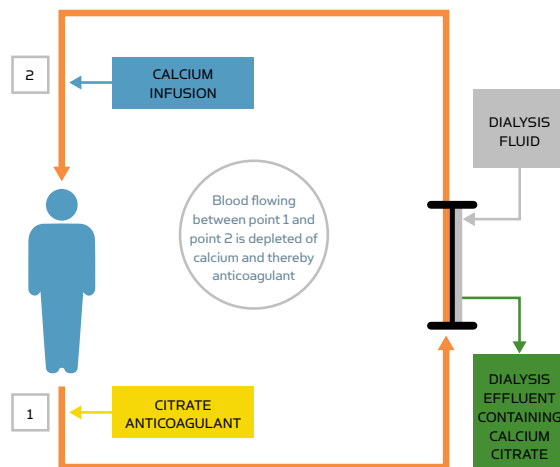 2
CALCIUM
INFUSION
DIALYSIS
FLUID
Blood flowing
between point 1 and
point 2 is depleted of
calcium and thereby
anticoagulant
1
CITRATE
ANTICOAGULANT
DIALYSIS
EFFLUENT
CONTAINING
CALCIUM
CITRATE